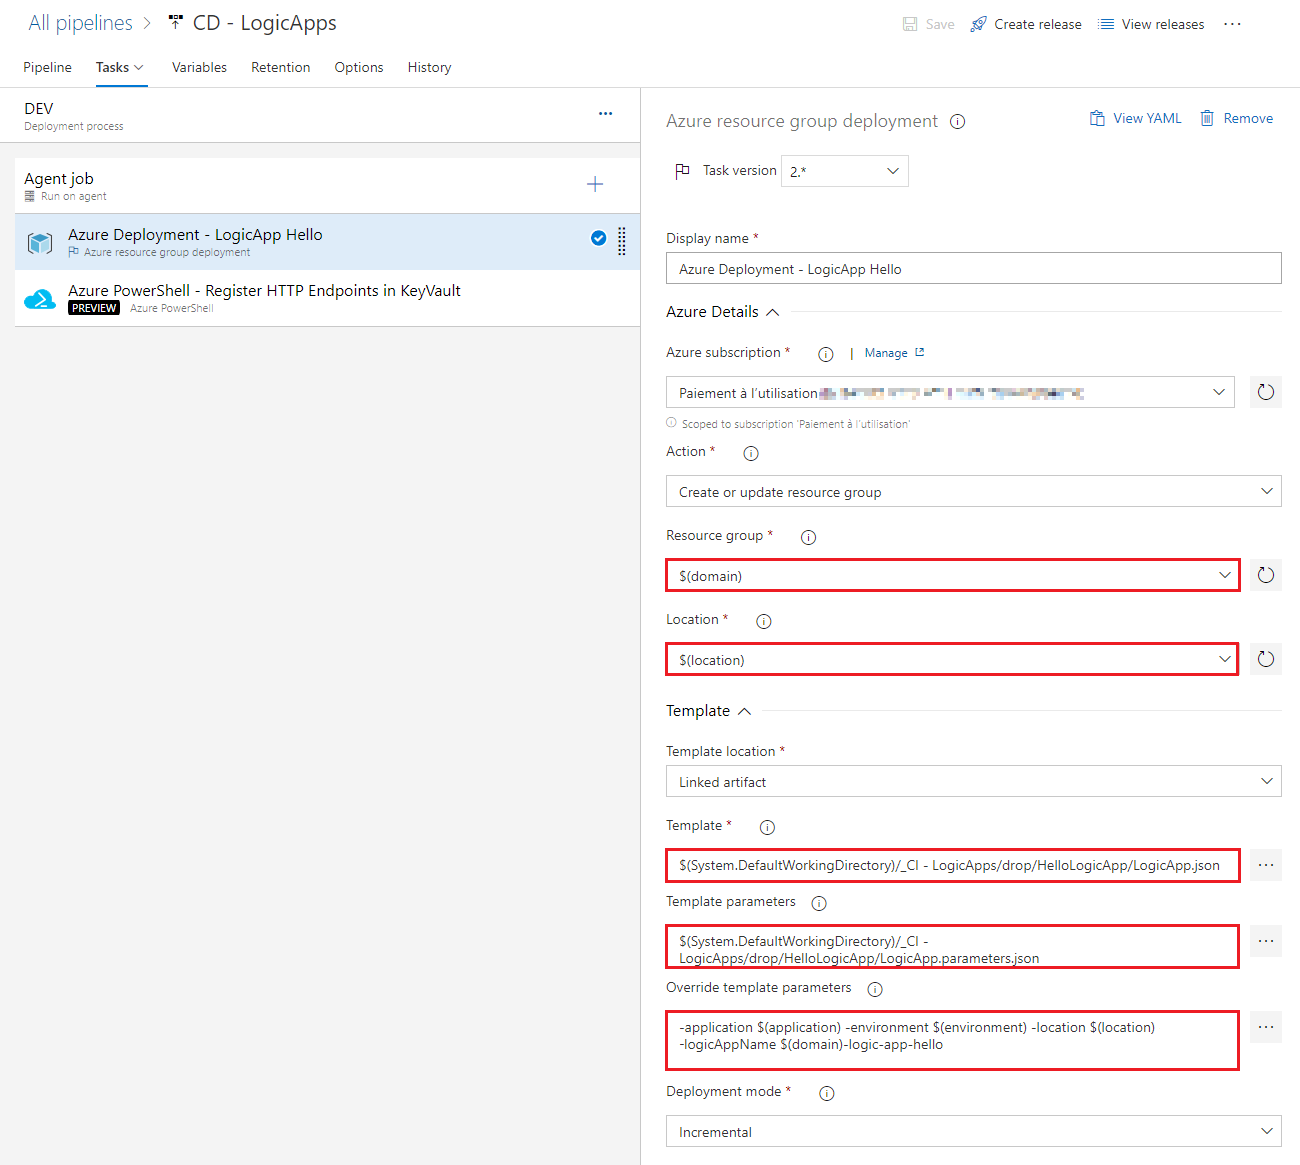 All pipelines > CD - LogicApps
Save Create release View releases ...
Pipeline Tasks Variables Retention Options History
DEV
Deployment process
...
Agent job
Run on agent
Azure Deployment - LogicApp Hello
Azure resource group deployment
Azure PowerShell - Register HTTP Endpoints in KeyVault
PREVIEW Azure PowerShell
Azure resource group deployment
View YAML Remove
Task version 2.*
Display name *
Azure Deployment - LogicApp Hello
Azure Details
Azure subscription * | Manage
Paiement à l’utilisation
Scoped to subscription 'Paiement à l’utilisation'
Action *
Create or update resource group
Resource group *
$(domain)
Location *
$(location)
Template
Template location *
Linked artifact
Template *
$(System.DefaultWorkingDirectory)/_CI - LogicApps/drop/HelloLogicApp/LogicApp.json
...
Template parameters
$(System.DefaultWorkingDirectory)/_CI -
LogicApps/drop/HelloLogicApp/LogicApp.parameters.json
...
Override template parameters
-application $(application) -environment $(environment) -location $(location)
-logicAppName $(domain)-logic-app-hello
...
Deployment mode *
Incremental